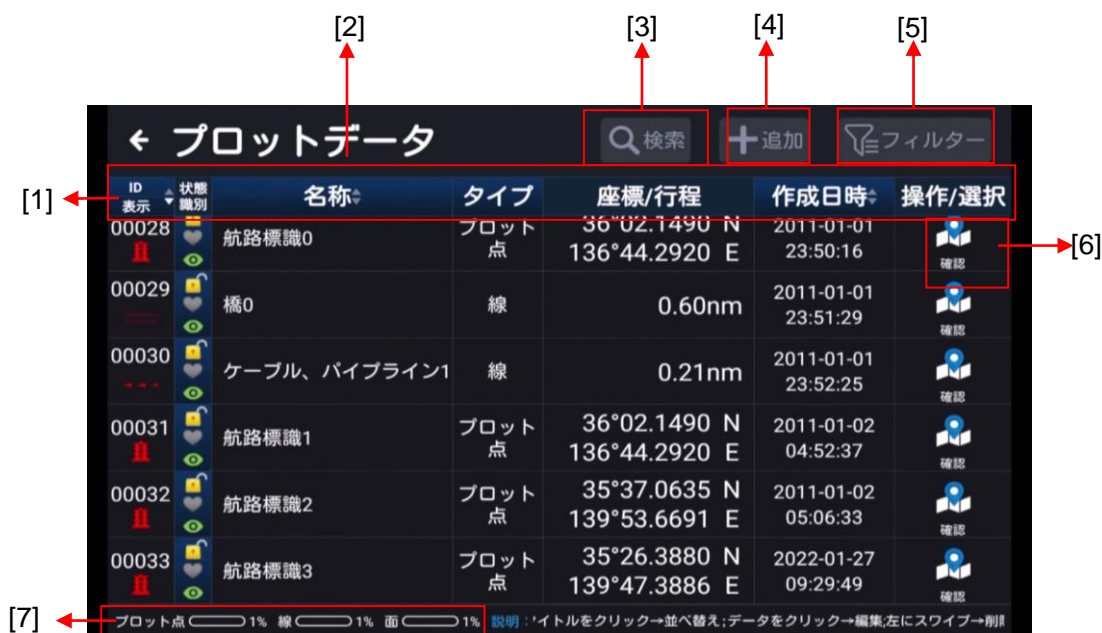 [2] [3] [4] [5]
← プロットデータ 検索 追加 フィルター
[1]
ID 表示 状態 識別 名称 タイプ 座標/行程 作成日時 操作/選択
00028 航路標識0 プロット点 36°02.1490 N 136°44.2920 E 2011-01-01 23:50:16 確認
[6]
00029 橋0 線 0.60nm 2011-01-01 23:51:29 確認
00030 ケーブル、パイプライン1 線 0.21nm 2011-01-01 23:52:25 確認
00031 航路標識1 プロット点 36°02.1490 N 136°44.2920 E 2011-01-02 04:52:37 確認
00032 航路標識2 プロット点 35°37.0635 N 139°53.6691 E 2011-01-02 05:06:33 確認
00033 航路標識3 プロット点 35°26.3880 N 139°47.3886 E 2022-01-27 09:29:49 確認
[7]
プロット点 1% 線 1% 面 1% 説明:イトルをクリック→並べ替え;データをクリック→編集;左にスワイプ→削